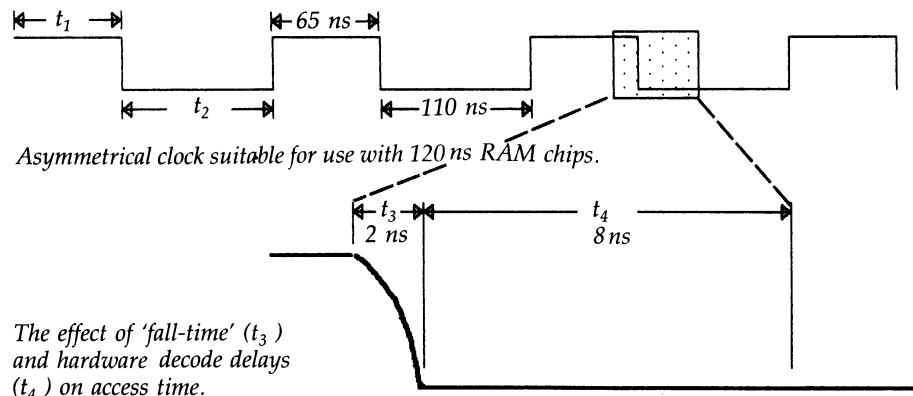 t₁
65 ns
t₂
110 ns
Asymmetrical clock suitable for use with 120 ns RAM chips.
t₃
t₄
2 ns
8 ns
The effect of 'fall-time' (t₃ )
and hardware decode delays
(t₄ ) on access time.